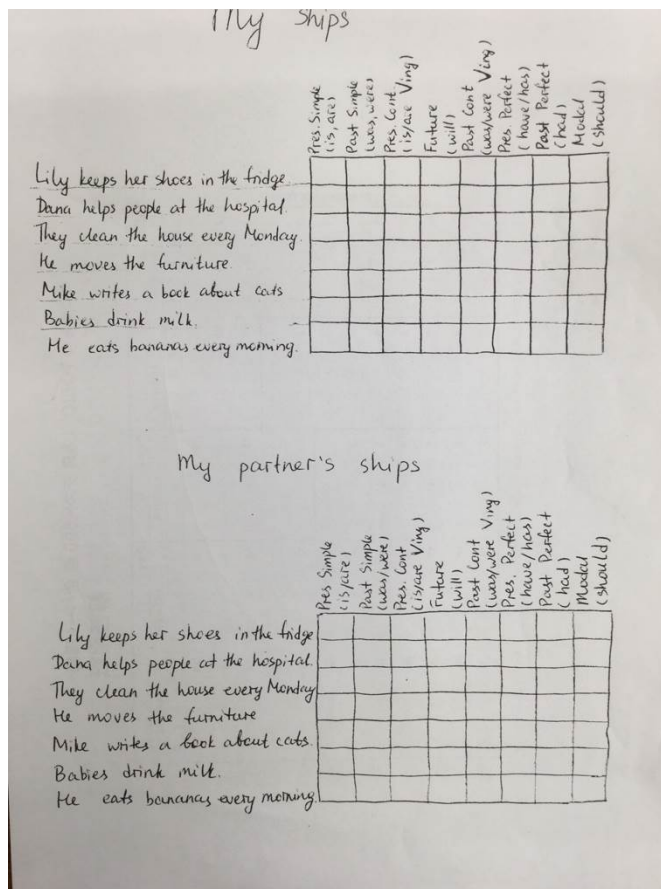 My ships
Pres. Simple
(is, are)
Past Simple
(was, were)
Pres. Cont.
(is/are Ving)
Future
(will)
Past Cont
(was/were Ving)
Pres. Perfect
(have/has)
Past Perfect
(had)
Modal
(should)
Lily keeps her shoes in the fridge.
Dana helps people at the hospital.
They clean the house every Monday.
He moves the furniture.
Mike writes a book about cats
Babies drink milk.
He eats bananas every morning.
My partner's ships
Pres Simple
(is/are)
Past Simple
(was/were)
Pres. Cont
(is/are Ving)
Future
(will)
Past Cont
(was/were Ving)
Pres. Perfect
(have/has)
Past Perfect
(had)
Modal
(should)
Lily keeps her shoes in the fridge
Dana helps people at the hospital.
They clean the house every Monday
He moves the furniture
Mike writes a book about cats.
Babies drink milk.
He eats bananas every morning.